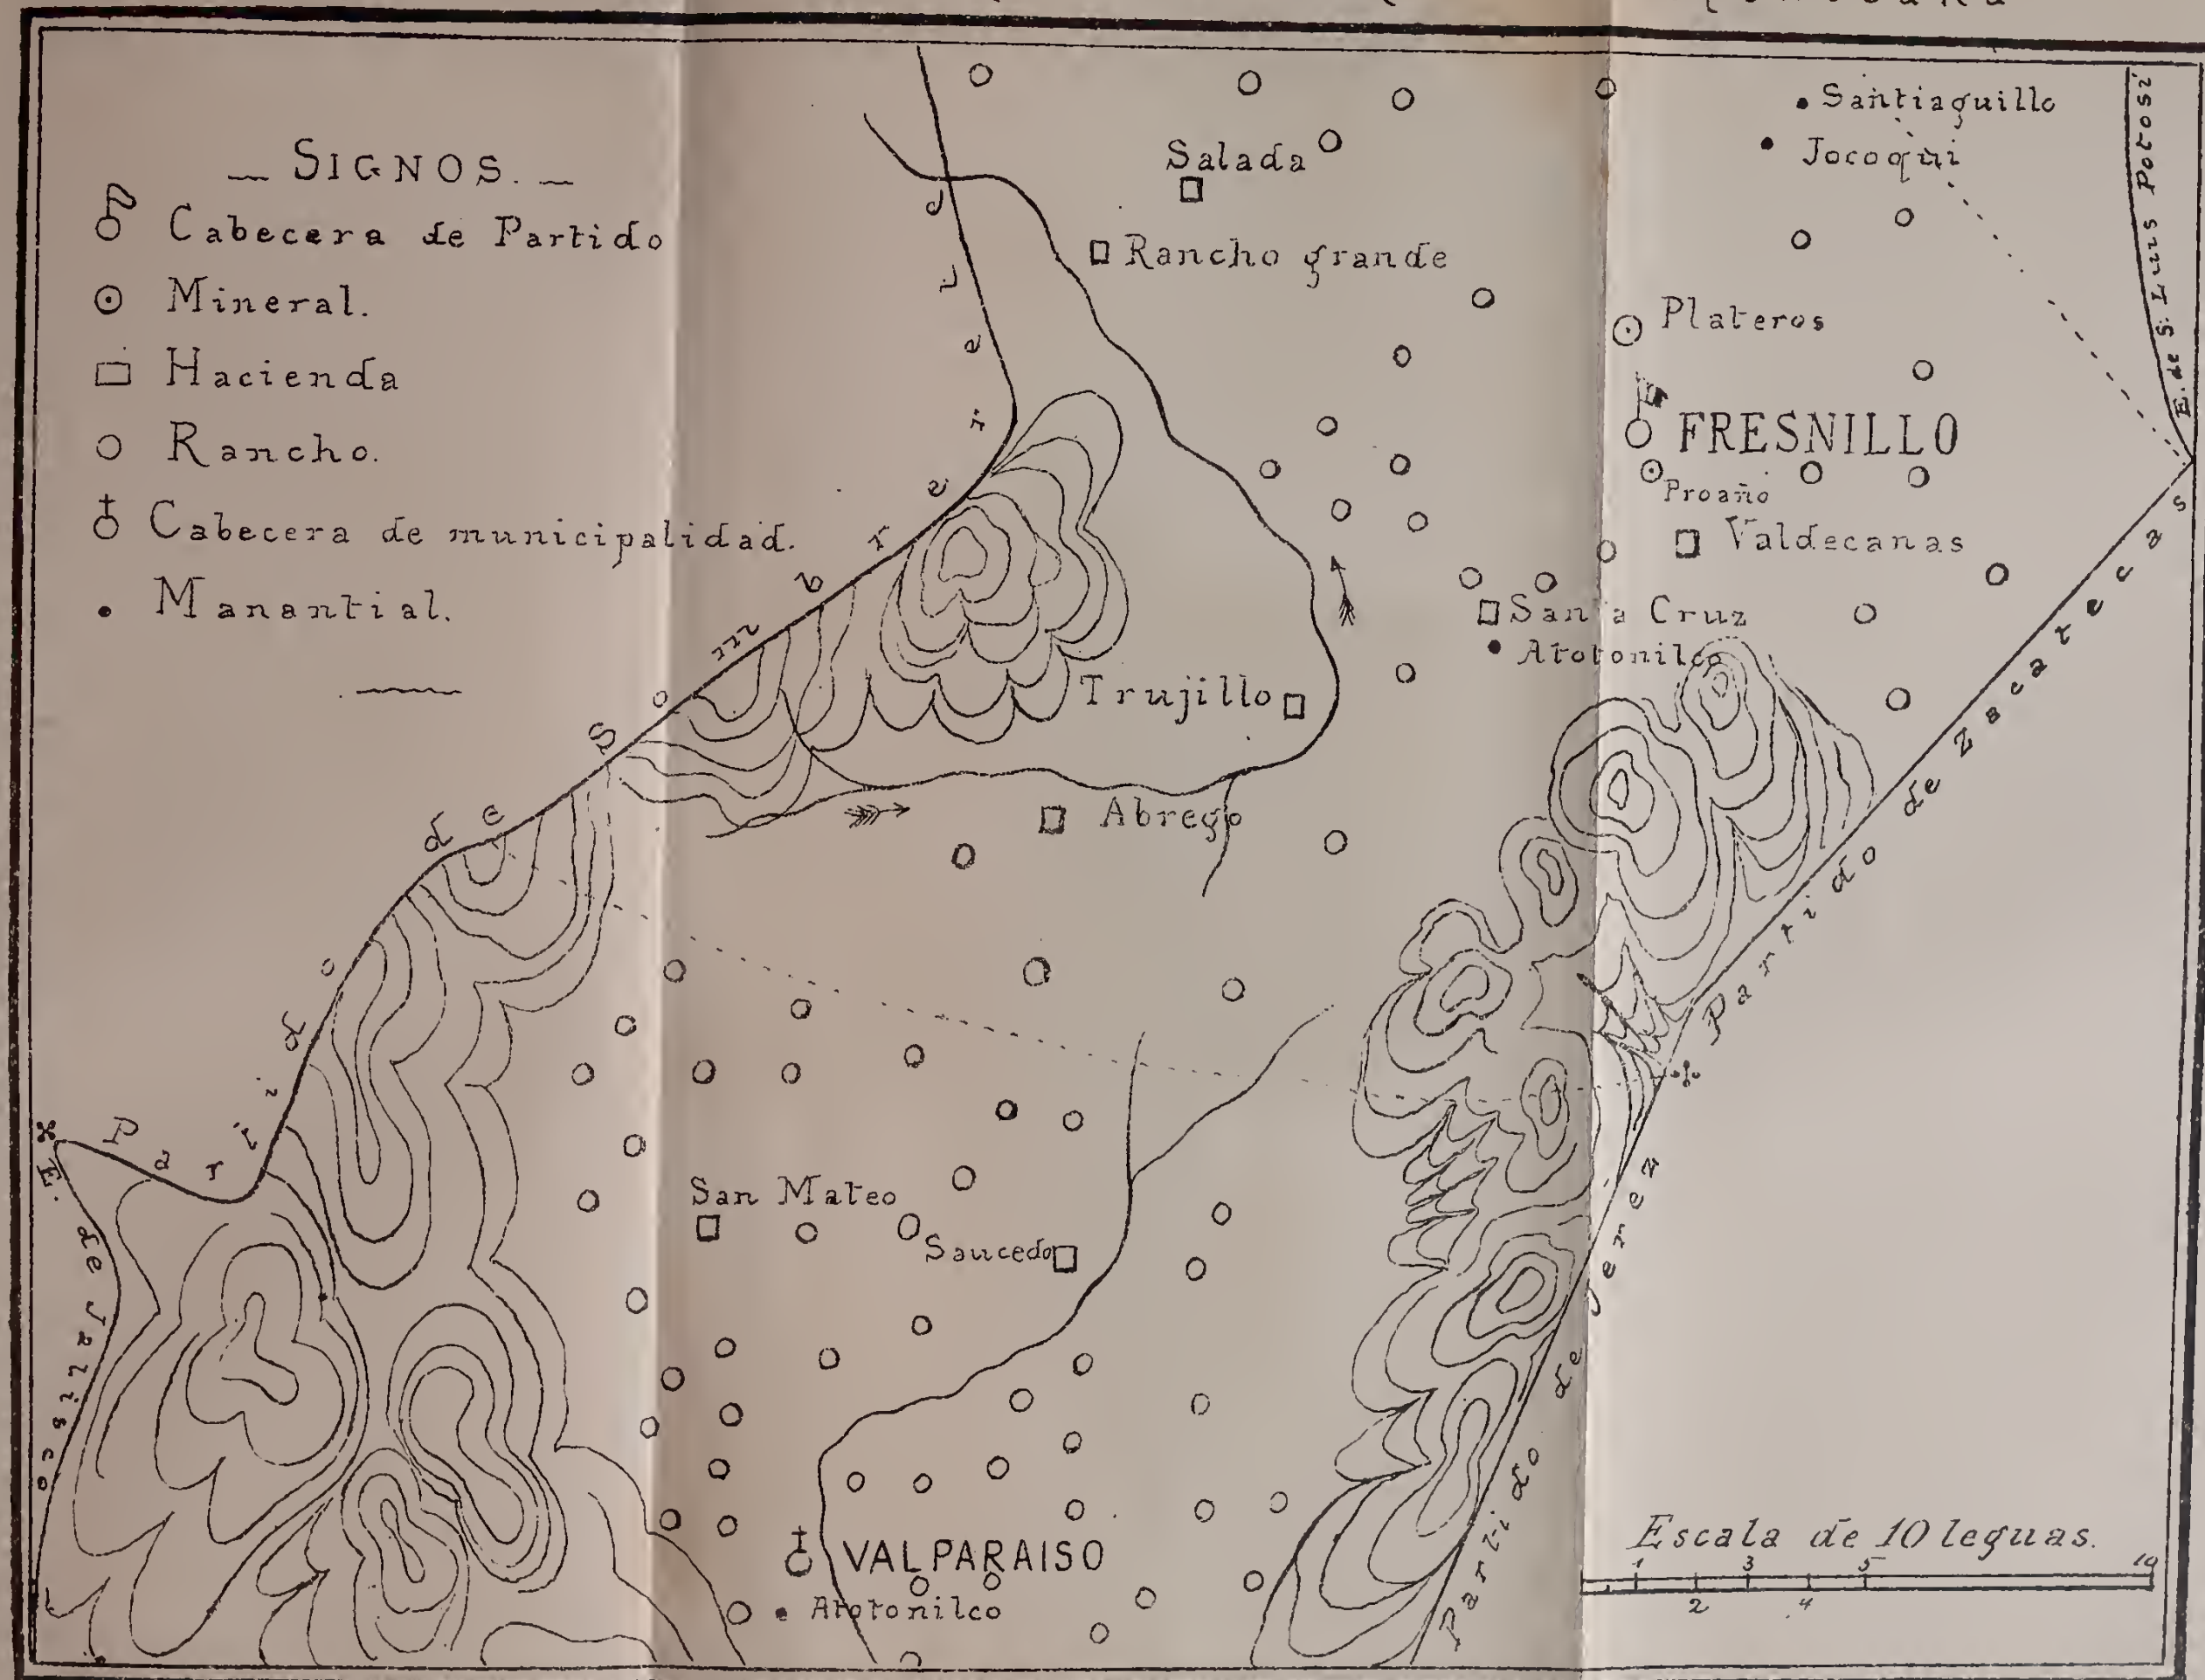 SIGNOS.
Cabecera de Partido
Mineral.
Hacienda
Rancho.
Cabecera de municipalidad.
Manantial.
Santiaguillo
Jocoqui
Salada
Rancho grande
Plateros
FRESNILLO
Proaño
Valdecanas
Santa Cruz
Atotonilco
Trujillo
Abrego
San Mateo
Saucedo
VALPARAISO
Atotonilco
E. de S. Luis Potosí
Partido de Zacatecas
Partido de Jerez
Partido de Sombrerete
E. de Jalisco
Escala de 10 leguas.
1 3 5 10
2 4